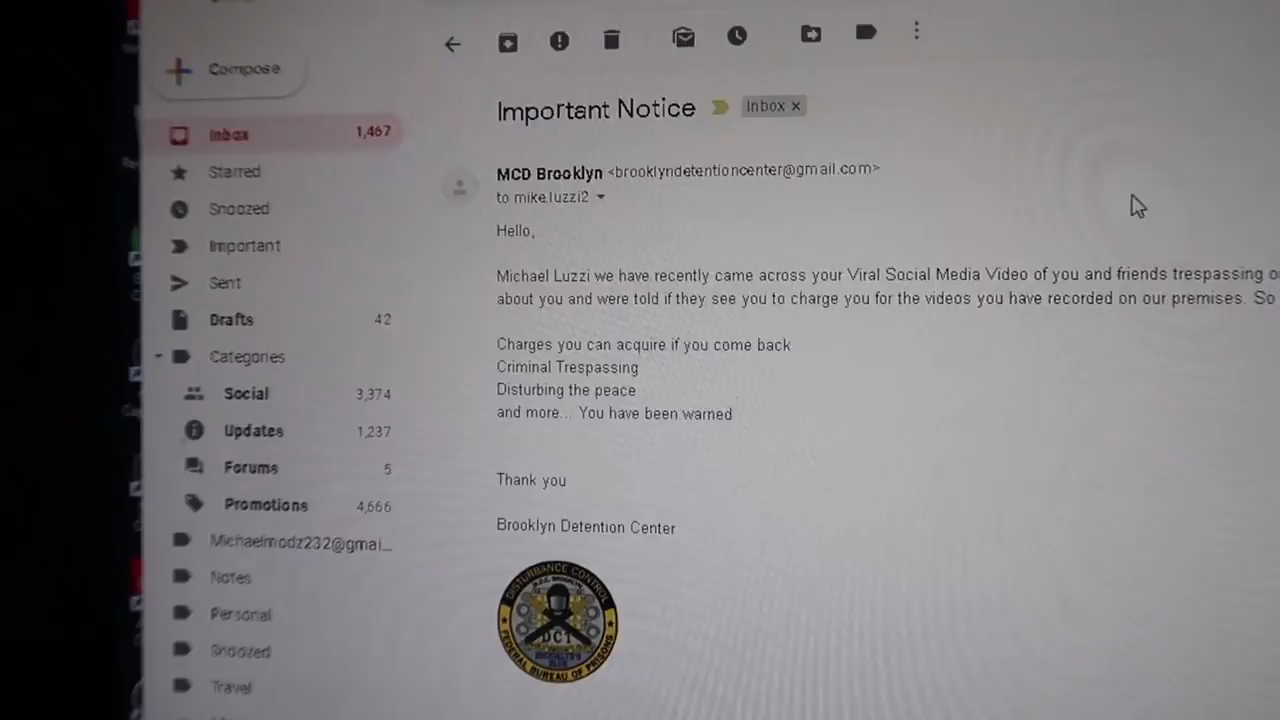 Compose
Important Notice Inbox x
Inbox 1,467
MCD Brooklyn <brooklyndetentioncenter@gmail.com>
Starred
to mike.luzzi2
Snoozed
Hello,
Important
Michael Luzzi we have recently came across your Viral Social Media Video of you and friends trespassing
Sent
about you and were told if they see you to charge you for the videos you have recorded on our premises. So
Drafts 42
Charges you can acquire if you come back
Categories
Criminal Trespassing
Social 3,374
Disturbing the peace
and more... You have been warned
Updates 1,237
Forums 5
Thank you
Promotions 4,666
Brooklyn Detention Center
Michaelmodz232@gmai...
Notes
Personal
Snoozed
Travel
DISTURBANCE CONTROL
M.D.C. BROOKLYN
DCT
FEDERAL BUREAU OF PRISONS